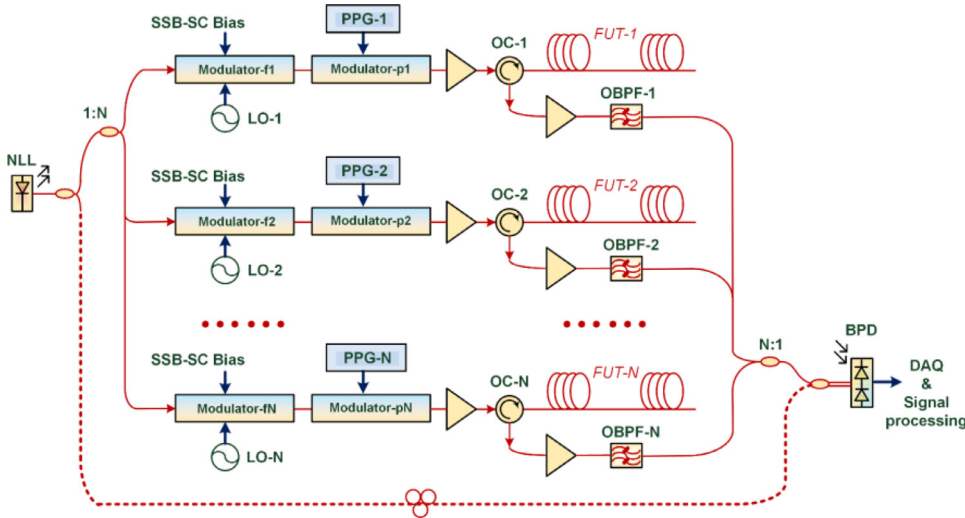 SSB-SC Bias
PPG-1
OC-1
FUT-1
Modulator-f1
Modulator-p1
1:N
LO-1
OBPF-1
NLL
SSB-SC Bias
PPG-2
OC-2
FUT-2
Modulator-f2
Modulator-p2
LO-2
OBPF-2
SSB-SC Bias
PPG-N
OC-N
FUT-N
N:1
BPD
Modulator-fN
Modulator-pN
DAQ
&
Signal
processing
LO-N
OBPF-N